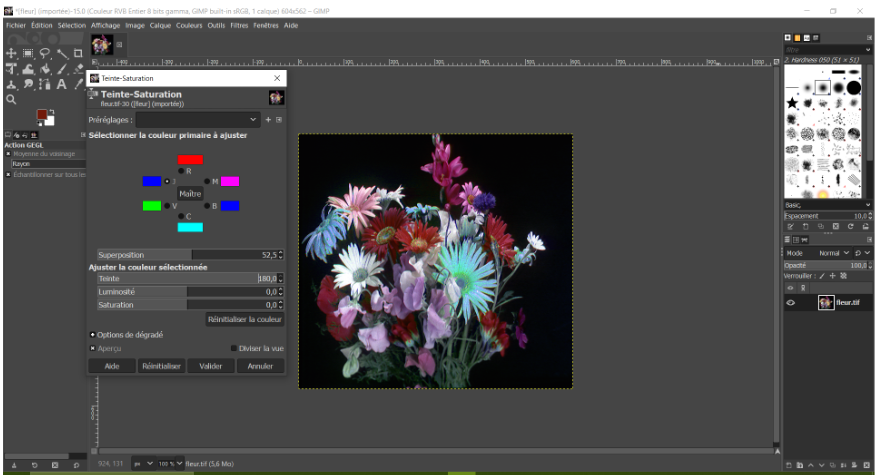 *[fleur] (importée)-15.0 (Couleur RVB Entier 8 bits gamma, GIMP built-in sRGB, 1 calque) 604x562 – GIMP
Fichier Édition Sélection Affichage Image Calque Couleurs Outils Filtres Fenêtres Aide
filtre
2. Hardness 050 (51 × 51)
Teinte-Saturation
Teinte-Saturation
fleur.tif-30 ([fleur] (importée))
Préréglages :
Sélectionner la couleur primaire à ajuster
R
J
M
Maître
V
B
C
Action GEGL
Moyenne du voisinage
Rayon
Échantillonner sur tous les
Superposition 52,5
Ajuster la couleur sélectionnée
Teinte 180,0
Luminosité 0,0
Saturation 0,0
Réinitialiser la couleur
Options de dégradé
Aperçu
Diviser la vue
Aide Réinitialiser Valider Annuler
Basic,
Espacement 10,0
Mode Normal
Opacité 100,0
Verrouiller :
fleur.tif
924, 131 px 100 % fleur.tif (5,6 Mo)